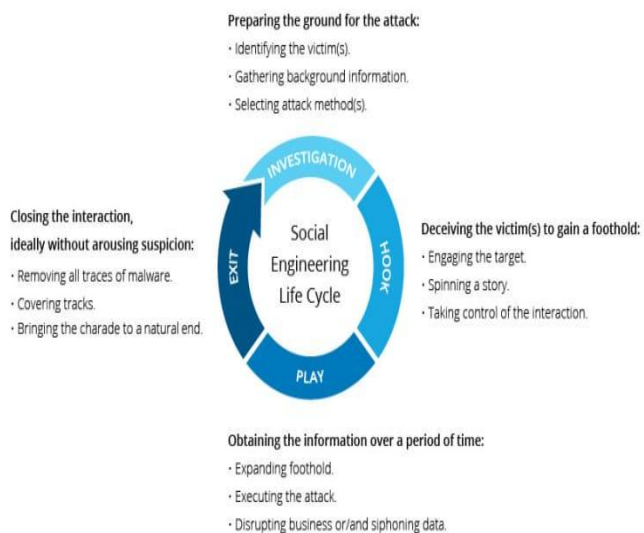 Preparing the ground for the attack:
· Identifying the victim(s).
· Gathering background information.
· Selecting attack method(s).
INVESTIGATION
HOOK
PLAY
EXIT
Social
Engineering
Life Cycle
Deceiving the victim(s) to gain a foothold:
· Engaging the target.
· Spinning a story.
· Taking control of the interaction.
Obtaining the information over a period of time:
· Expanding foothold.
· Executing the attack.
· Disrupting business or/and siphoning data.
Closing the interaction,
ideally without arousing suspicion:
· Removing all traces of malware.
· Covering tracks.
· Bringing the charade to a natural end.